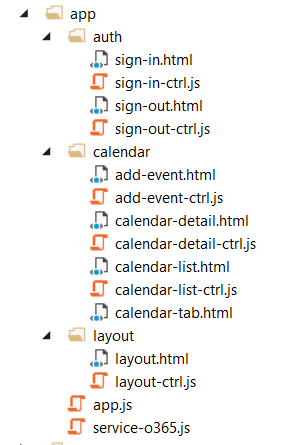 app
auth
sign-in.html
sign-in-ctrl.js
sign-out.html
sign-out-ctrl.js
calendar
add-event.html
add-event-ctrl.js
calendar-detail.html
calendar-detail-ctrl.js
calendar-list.html
calendar-list-ctrl.js
calendar-tab.html
layout
layout.html
layout-ctrl.js
app.js
service-o365.js